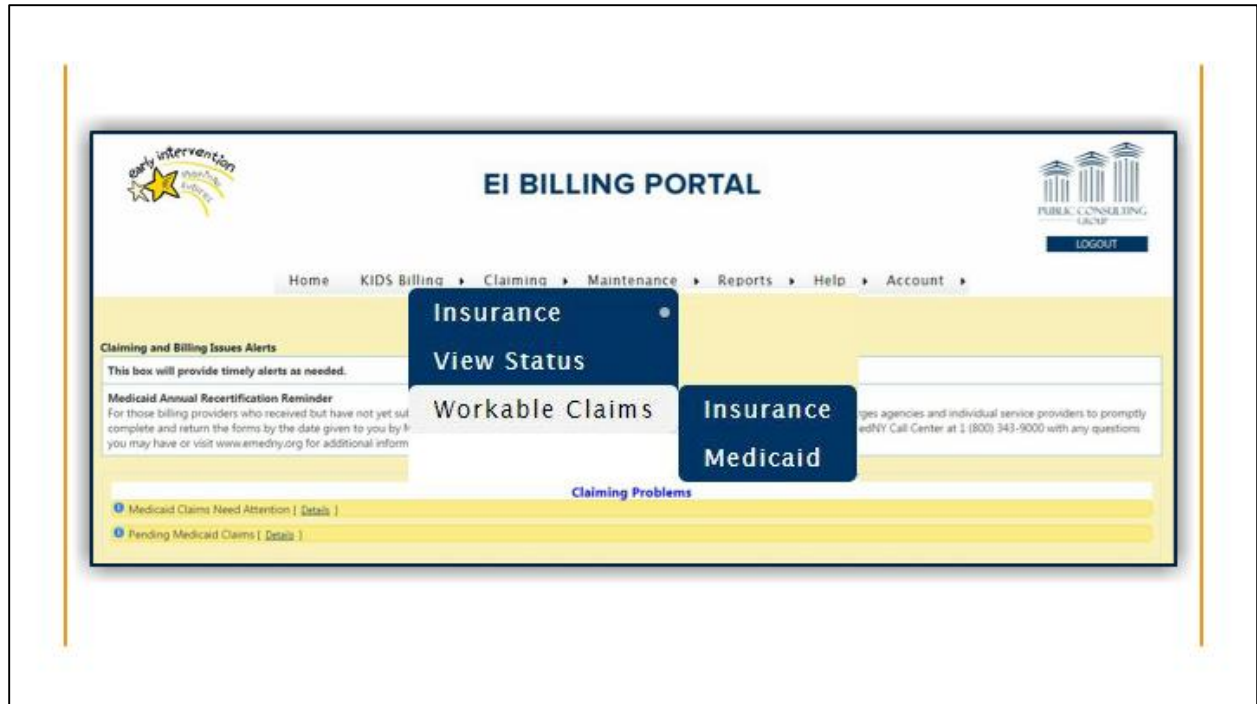 early intervention
EI BILLING PORTAL
PUBLIC CONSULTING
GROUP
LOGOUT
Home KIDS Billing Claiming Maintenance Reports Help Account
Insurance
View Status
Workable Claims
Insurance
Medicaid
Claiming and Billing Issues Alerts
This box will provide timely alerts as needed.
Medicaid Annual Recertification Reminder
For those billing providers who received but have not yet sub rges agencies and individual service providers to promptly
complete and return the forms by the date given to you by M edNY Call Center at 1 (800) 343-9000 with any questions
you may have or visit www.emedny.org for additional inform
Claiming Problems
Medicaid Claims Need Attention [ Details ]
Pending Medicaid Claims [ Details ]